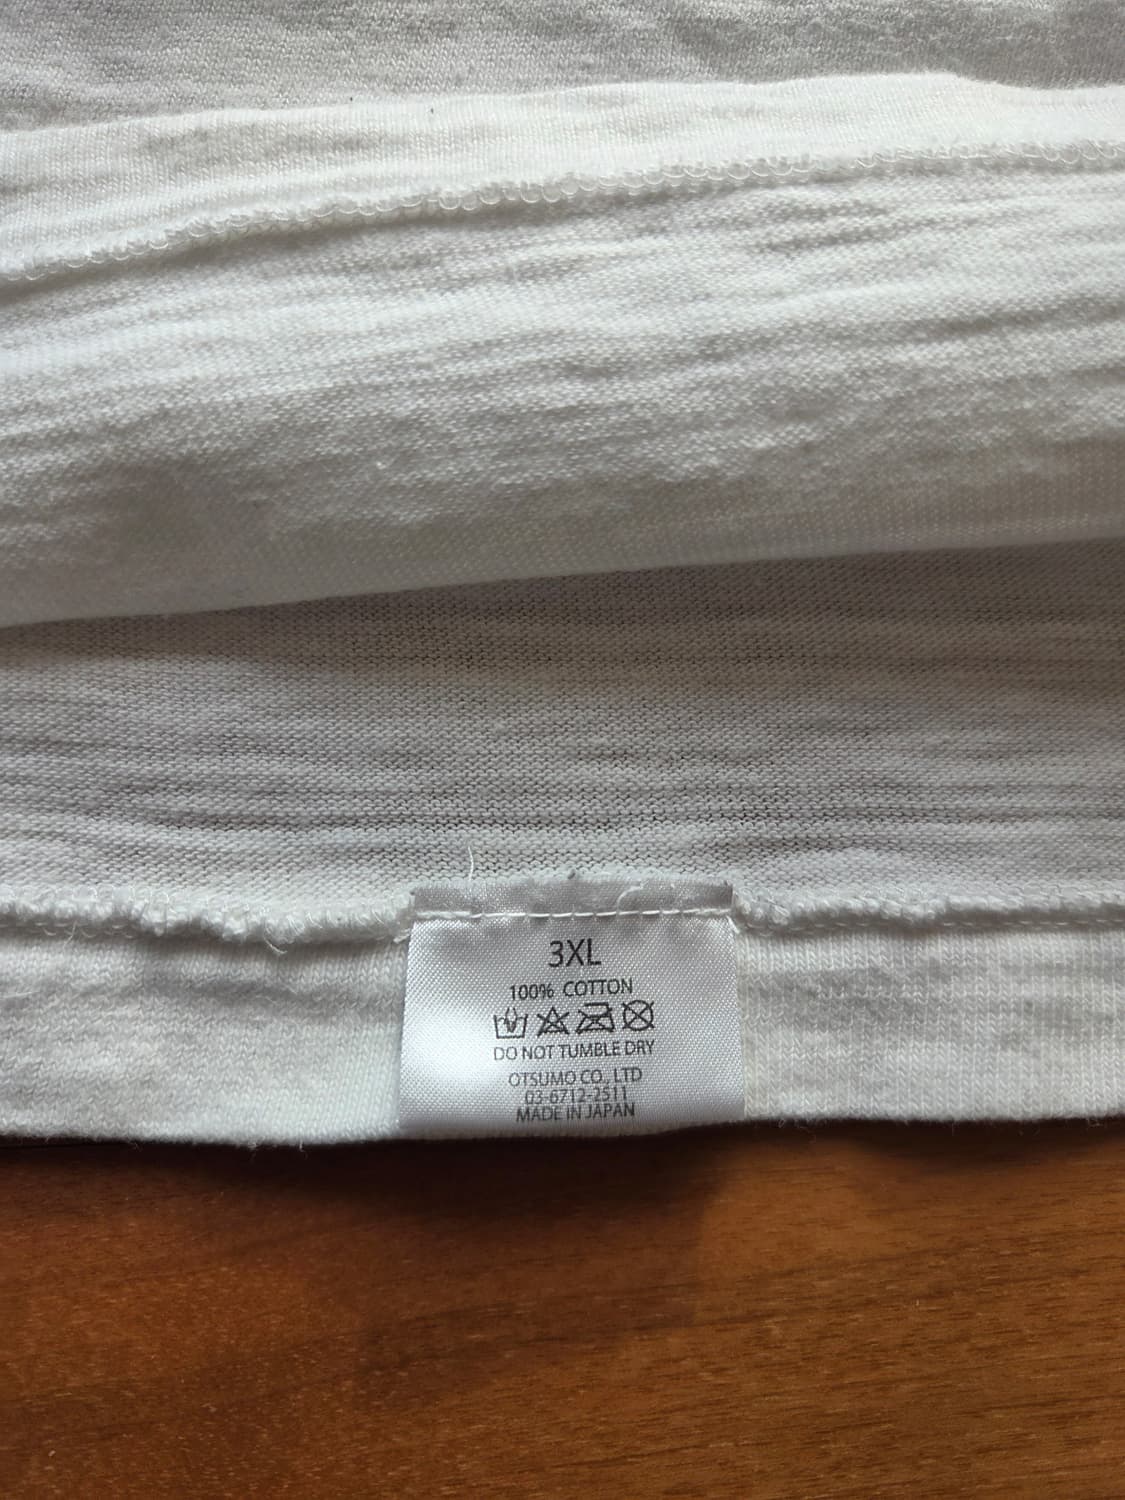 3XL
100% COTTON
DO NOT TUMBLE DRY
OTSUMO CO., LTD
03-6712-2511
MADE IN JAPAN